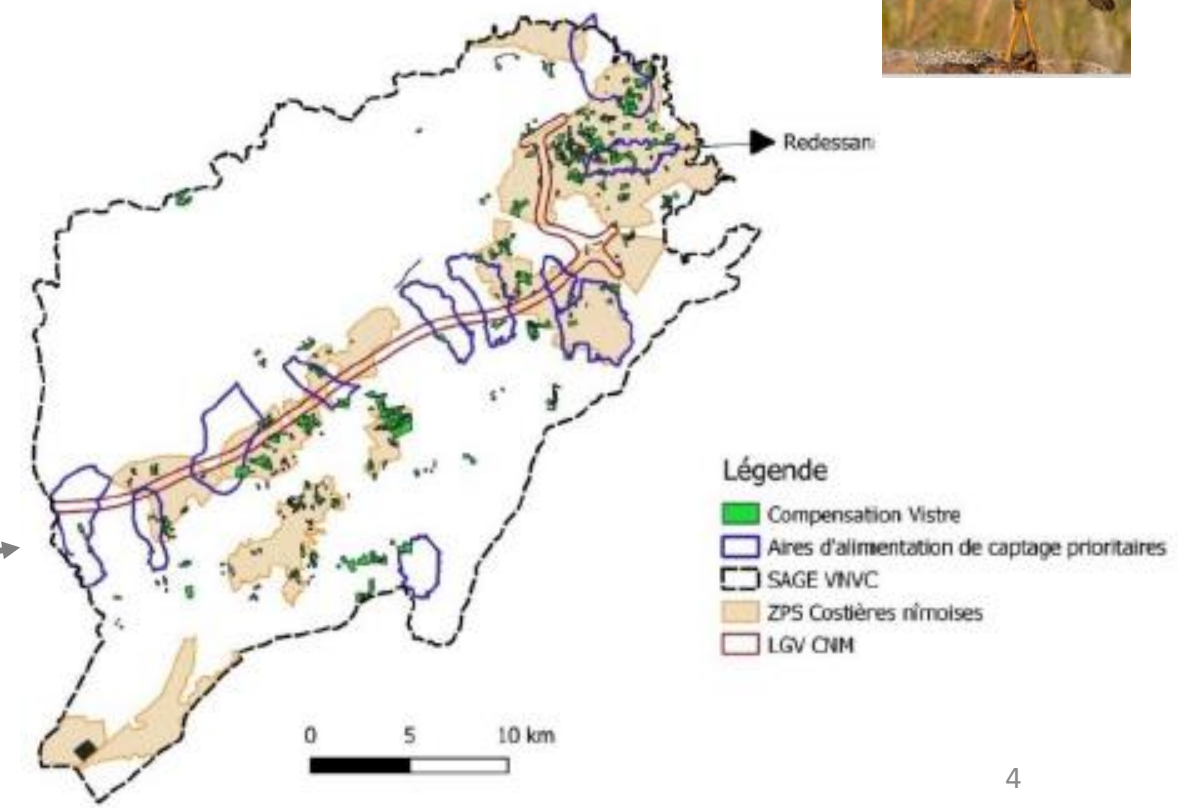 Redessan
Légende
Compensation Vistre
Aires d'alimentation de captage prioritaires
SAGE VNVC
ZPS Costières nîmoises
LGV CNM
0 5 10 km
4